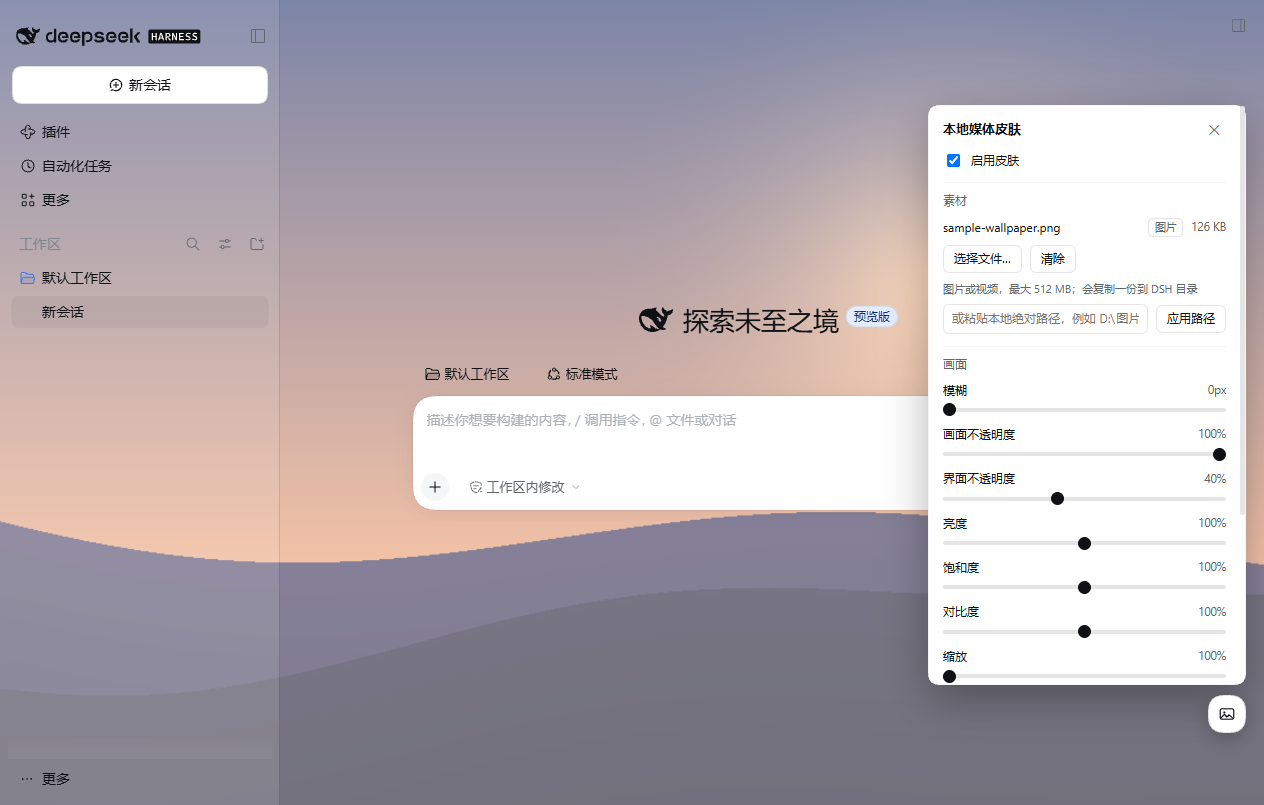 deepseek HARNESS
新会话
插件
自动化任务
更多
工作区
默认工作区
新会话
更多
探索未至之境 预览版
默认工作区 标准模式
描述你想要构建的内容, / 调用指令, @ 文件或对话
工作区内修改
本地媒体皮肤
启用皮肤
素材
sample-wallpaper.png 图片 126 KB
选择文件... 清除
图片或视频，最大 512 MB；会复制一份到 DSH 目录
或粘贴本地绝对路径，例如 D:\图片 应用路径
画面
模糊 0px
画面不透明度 100%
界面不透明度 40%
亮度 100%
饱和度 100%
对比度 100%
缩放 100%